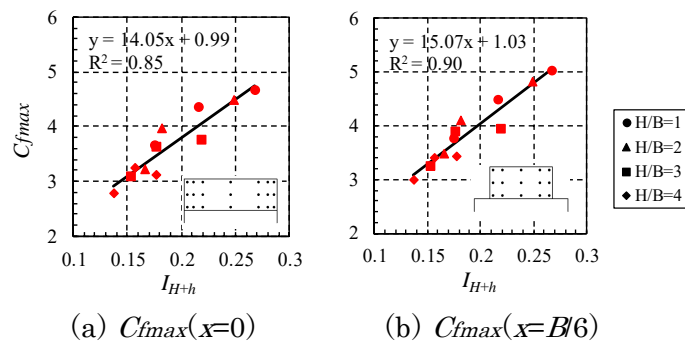 6
y = 14.05x + 0.99
R² = 0.85
5
4
3
2
Cfmax
0.1 0.15 0.2 0.25 0.3
I_{H+h}
(a) Cfmax(x=0)
6
y = 15.07x + 1.03
R² = 0.90
5
4
3
2
0.1 0.15 0.2 0.25 0.3
I_{H+h}
(b) Cfmax(x=B/6)
H/B=1
H/B=2
H/B=3
H/B=4